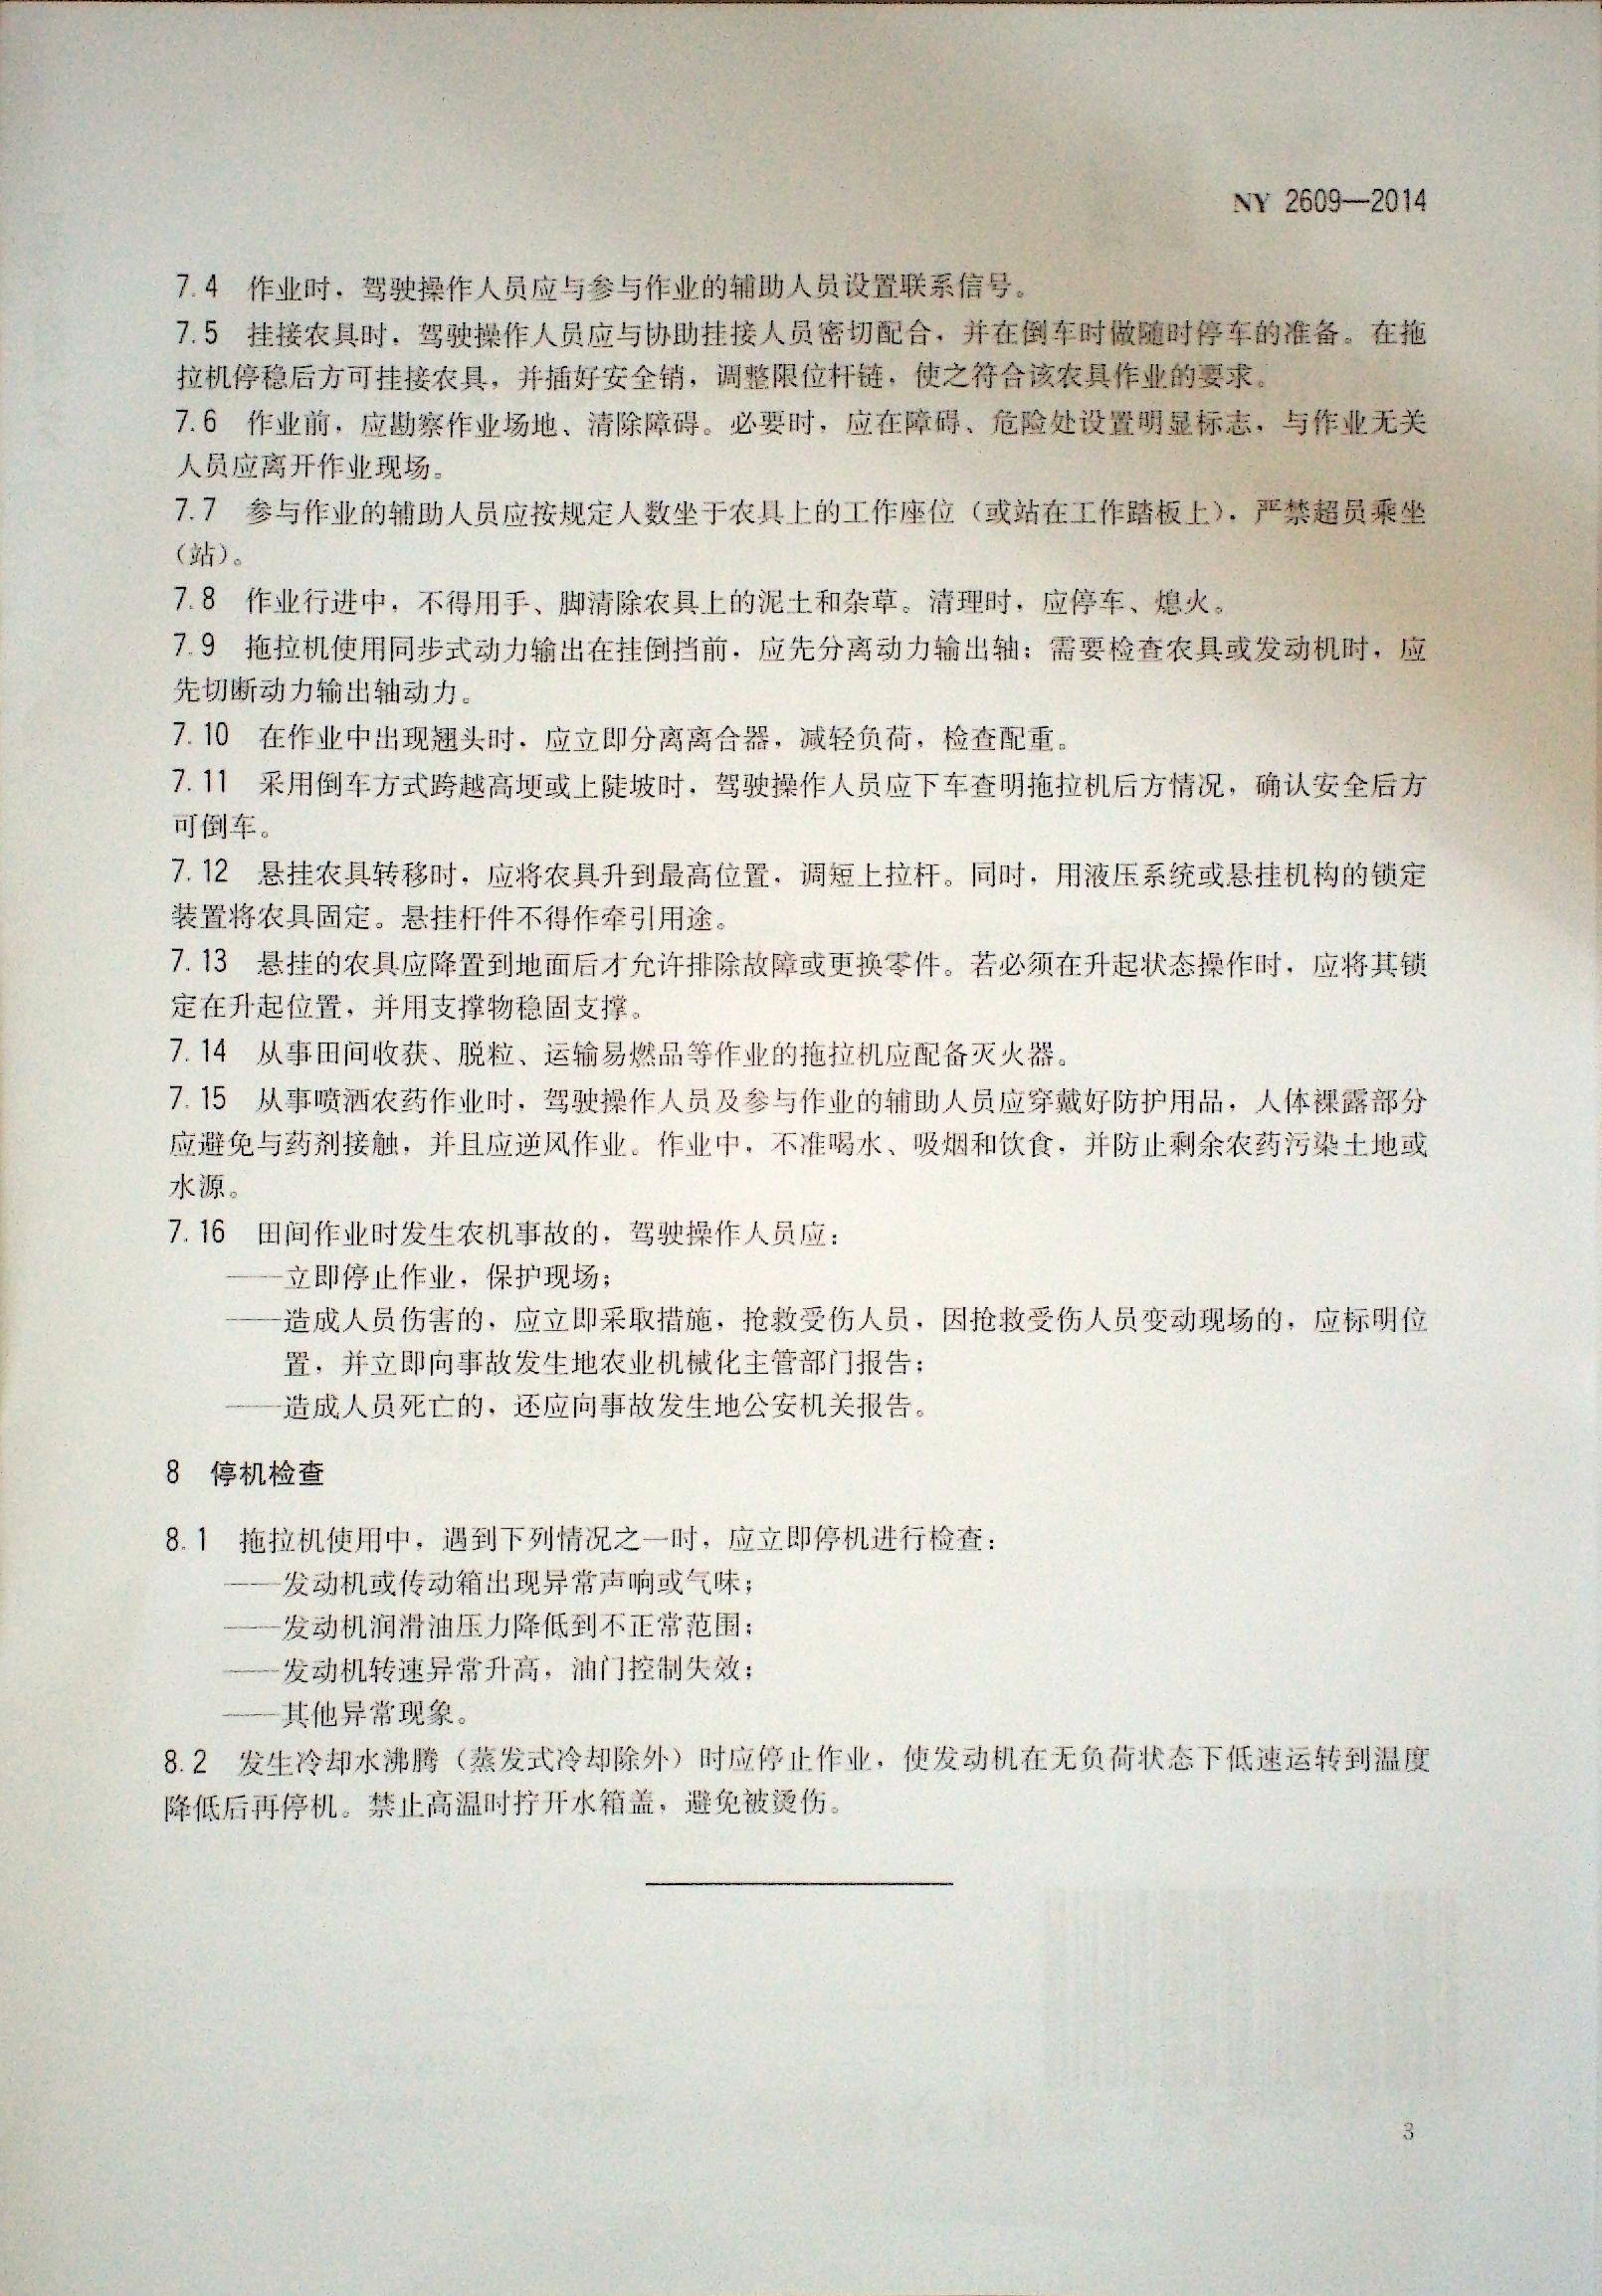 NY 2609—2014
7.4 作业时，驾驶操作人员应与参与作业的辅助人员设置联系信号。
7.5 挂接农具时，驾驶操作人员应与协助挂接人员密切配合，并在倒车时做随时停车的准备。在拖
拉机停稳后方可挂接农具，并插好安全销，调整限位杆链，使之符合该农具作业的要求。
7.6 作业前，应勘察作业场地、清除障碍。必要时，应在障碍、危险处设置明显标志，与作业无关
人员应离开作业现场。
7.7 参与作业的辅助人员应按规定人数坐于农具上的工作座位（或站在工作踏板上），严禁超员乘坐
（站）。
7.8 作业行进中，不得用手、脚清除农具上的泥土和杂草。清理时，应停车、熄火。
7.9 拖拉机使用同步式动力输出在挂倒挡前，应先分离动力输出轴；需要检查农具或发动机时，应
先切断动力输出轴动力。
7.10 在作业中出现翘头时，应立即分离离合器，减轻负荷，检查配重。
7.11 采用倒车方式跨越高埂或上陡坡时，驾驶操作人员应下车查明拖拉机后方情况，确认安全后方
可倒车。
7.12 悬挂农具转移时，应将农具升到最高位置，调短上拉杆。同时，用液压系统或悬挂机构的锁定
装置将农具固定。悬挂杆件不得作牵引用途。
7.13 悬挂的农具应降置到地面后才允许排除故障或更换零件。若必须在升起状态操作时，应将其锁
定在升起位置，并用支撑物稳固支撑。
7.14 从事田间收获、脱粒、运输易燃品等作业的拖拉机应配备灭火器。
7.15 从事喷洒农药作业时，驾驶操作人员及参与作业的辅助人员应穿戴好防护用品，人体裸露部分
应避免与药剂接触，并且应逆风作业。作业中，不准喝水、吸烟和饮食，并防止剩余农药污染土地或
水源。
7.16 田间作业时发生农机事故的，驾驶操作人员应：
——立即停止作业，保护现场；
——造成人员伤害的，应立即采取措施，抢救受伤人员，因抢救受伤人员变动现场的，应标明位
置，并立即向事故发生地农业机械化主管部门报告；
——造成人员死亡的，还应向事故发生地公安机关报告。
8 停机检查
8.1 拖拉机使用中，遇到下列情况之一时，应立即停机进行检查：
——发动机或传动箱出现异常声响或气味；
——发动机润滑油压力降低到不正常范围；
——发动机转速异常升高，油门控制失效；
——其他异常现象。
8.2 发生冷却水沸腾（蒸发式冷却除外）时应停止作业，使发动机在无负荷状态下低速运转到温度
降低后再停机。禁止高温时拧开水箱盖，避免被烫伤。
3